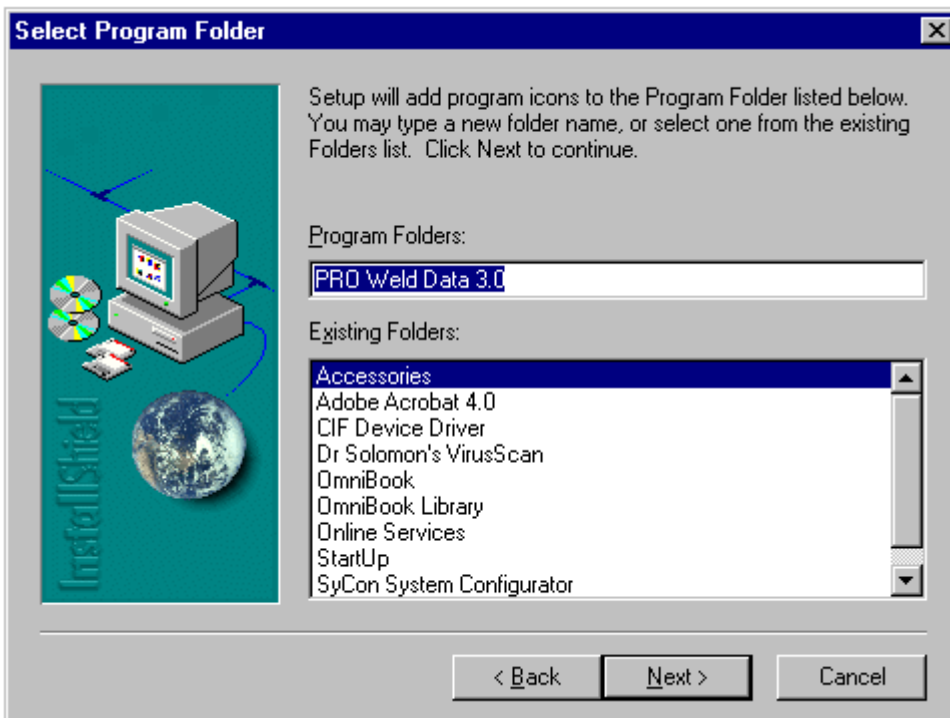 Select Program Folder
Setup will add program icons to the Program Folder listed below.
You may type a new folder name, or select one from the existing
Folders list.  Click Next to continue.
Program Folders:
PRO Weld Data 3.0
Existing Folders:
Accessories
Adobe Acrobat 4.0
CIF Device Driver
Dr Solomon's VirusScan
OmniBook
OmniBook Library
Online Services
StartUp
SyCon System Configurator
InstallShield
< Back
Next >
Cancel